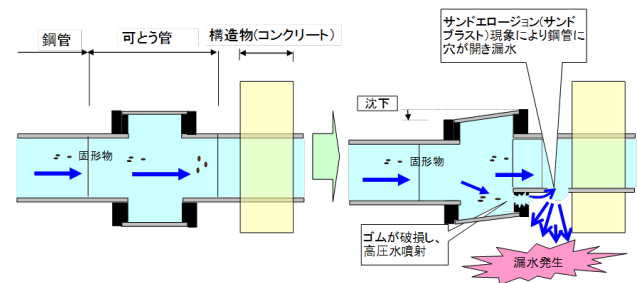 鋼管
可とう管
構造物(コンクリート)
固形物
サンドエロージョン(サンド
ブラスト)現象により鋼管に
穴が開き漏水
沈下
固形物
ゴムが破損し、
高圧水噴射
漏水発生